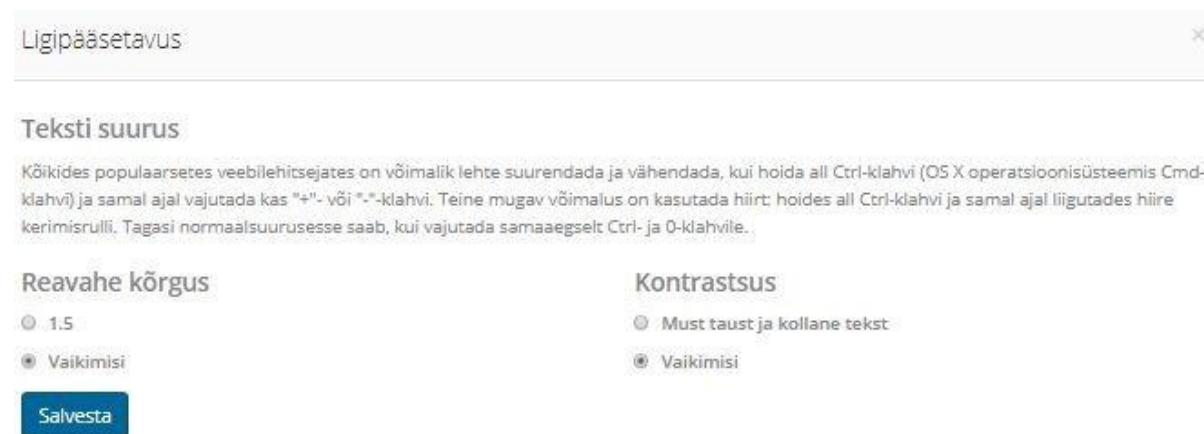 Ligipääsetavus
×
Teksti suurus
Kõikides populaarsetes veebilehitsejates on võimalik lehte suurendada ja vähendada, kui hoida all Ctrl-klahvi (OS X operatsioonisüsteemis Cmd-
klahvi) ja samal ajal vajutada kas "+"- või "-"-klahvi. Teine mugav võimalus on kasutada hiirt: hoides all Ctrl-klahvi ja samal ajal liigutades hiire
kerimisrulli. Tagasi normaalsuurusesse saab, kui vajutada samaaegselt Ctrl- ja 0-klahvile.
Reavahe kõrgus
1.5
Vaikimisi
Kontrastsus
Must taust ja kollane tekst
Vaikimisi
Salvesta